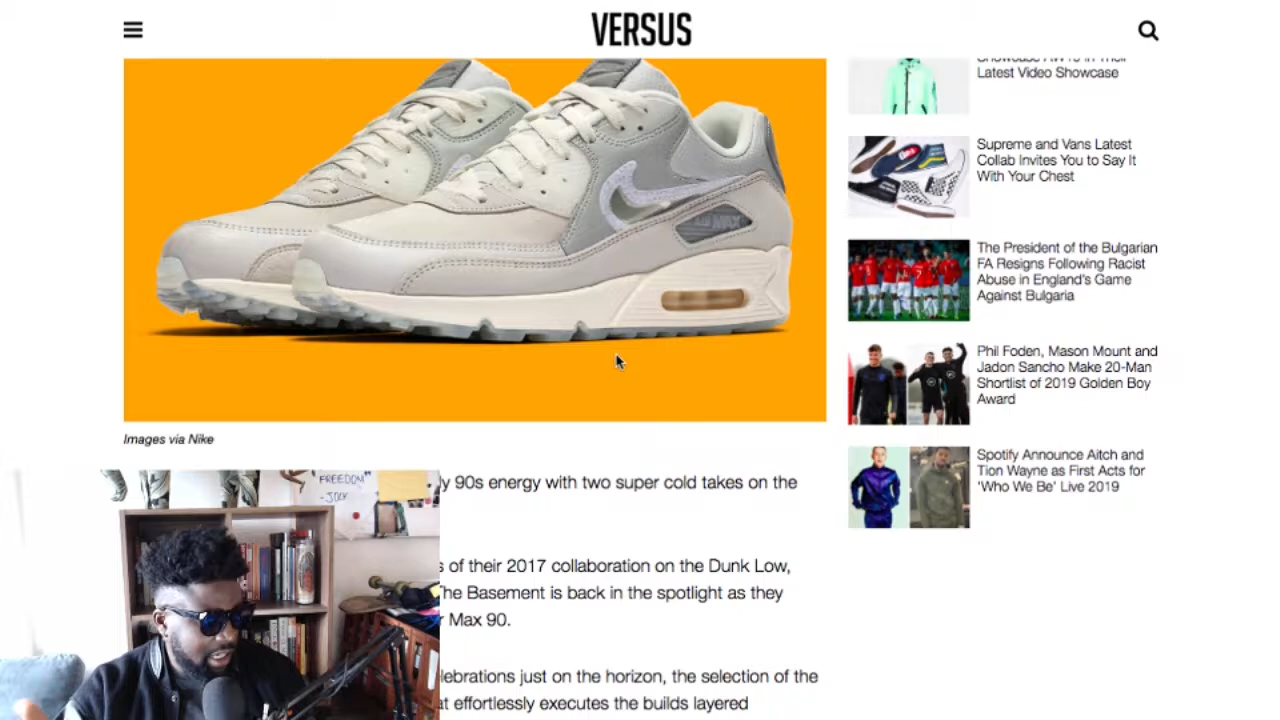 VERSUS
Latest Video Showcase
Supreme and Vans Latest
Collab Invites You to Say It
With Your Chest
The President of the Bulgarian
FA Resigns Following Racist
Abuse in England's Game
Against Bulgaria
Phil Foden, Mason Mount and
Jadon Sancho Make 20-Man
Shortlist of 2019 Golden Boy
Award
Spotify Announce Aitch and
Tion Wayne as First Acts for
'Who We Be' Live 2019
Images via Nike
ly 90s energy with two super cold takes on the
s of their 2017 collaboration on the Dunk Low,
The Basement is back in the spotlight as they
r Max 90.
lebrations just on the horizon, the selection of the
at effortlessly executes the builds layered
"FREEDOM"
-JOLY